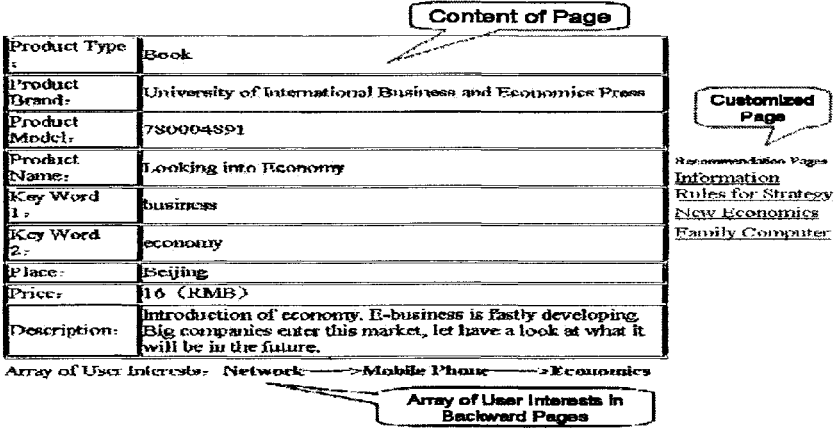 Content of Page
Product Type
:
Book
Product
Brand:
University of International Business and Economics Press
Product
Model:
780004891
Product
Name:
Looking into Economy
Key Word
1:
business
Key Word
2:
economy
Place:
Beijing
Price:
16 (RMB)
Description:
Introduction of economy. E-business is fastly developing.
Big companies enter this market, let have a look at what it
will be in the future.
Customized
Page
Recommendation Pages
Information
Rules for Strategy
New Economics
Family Computer
Array of User Interests: Network ---->Mobile Phone---->Economics
Array of User Interests in
Backward Pages